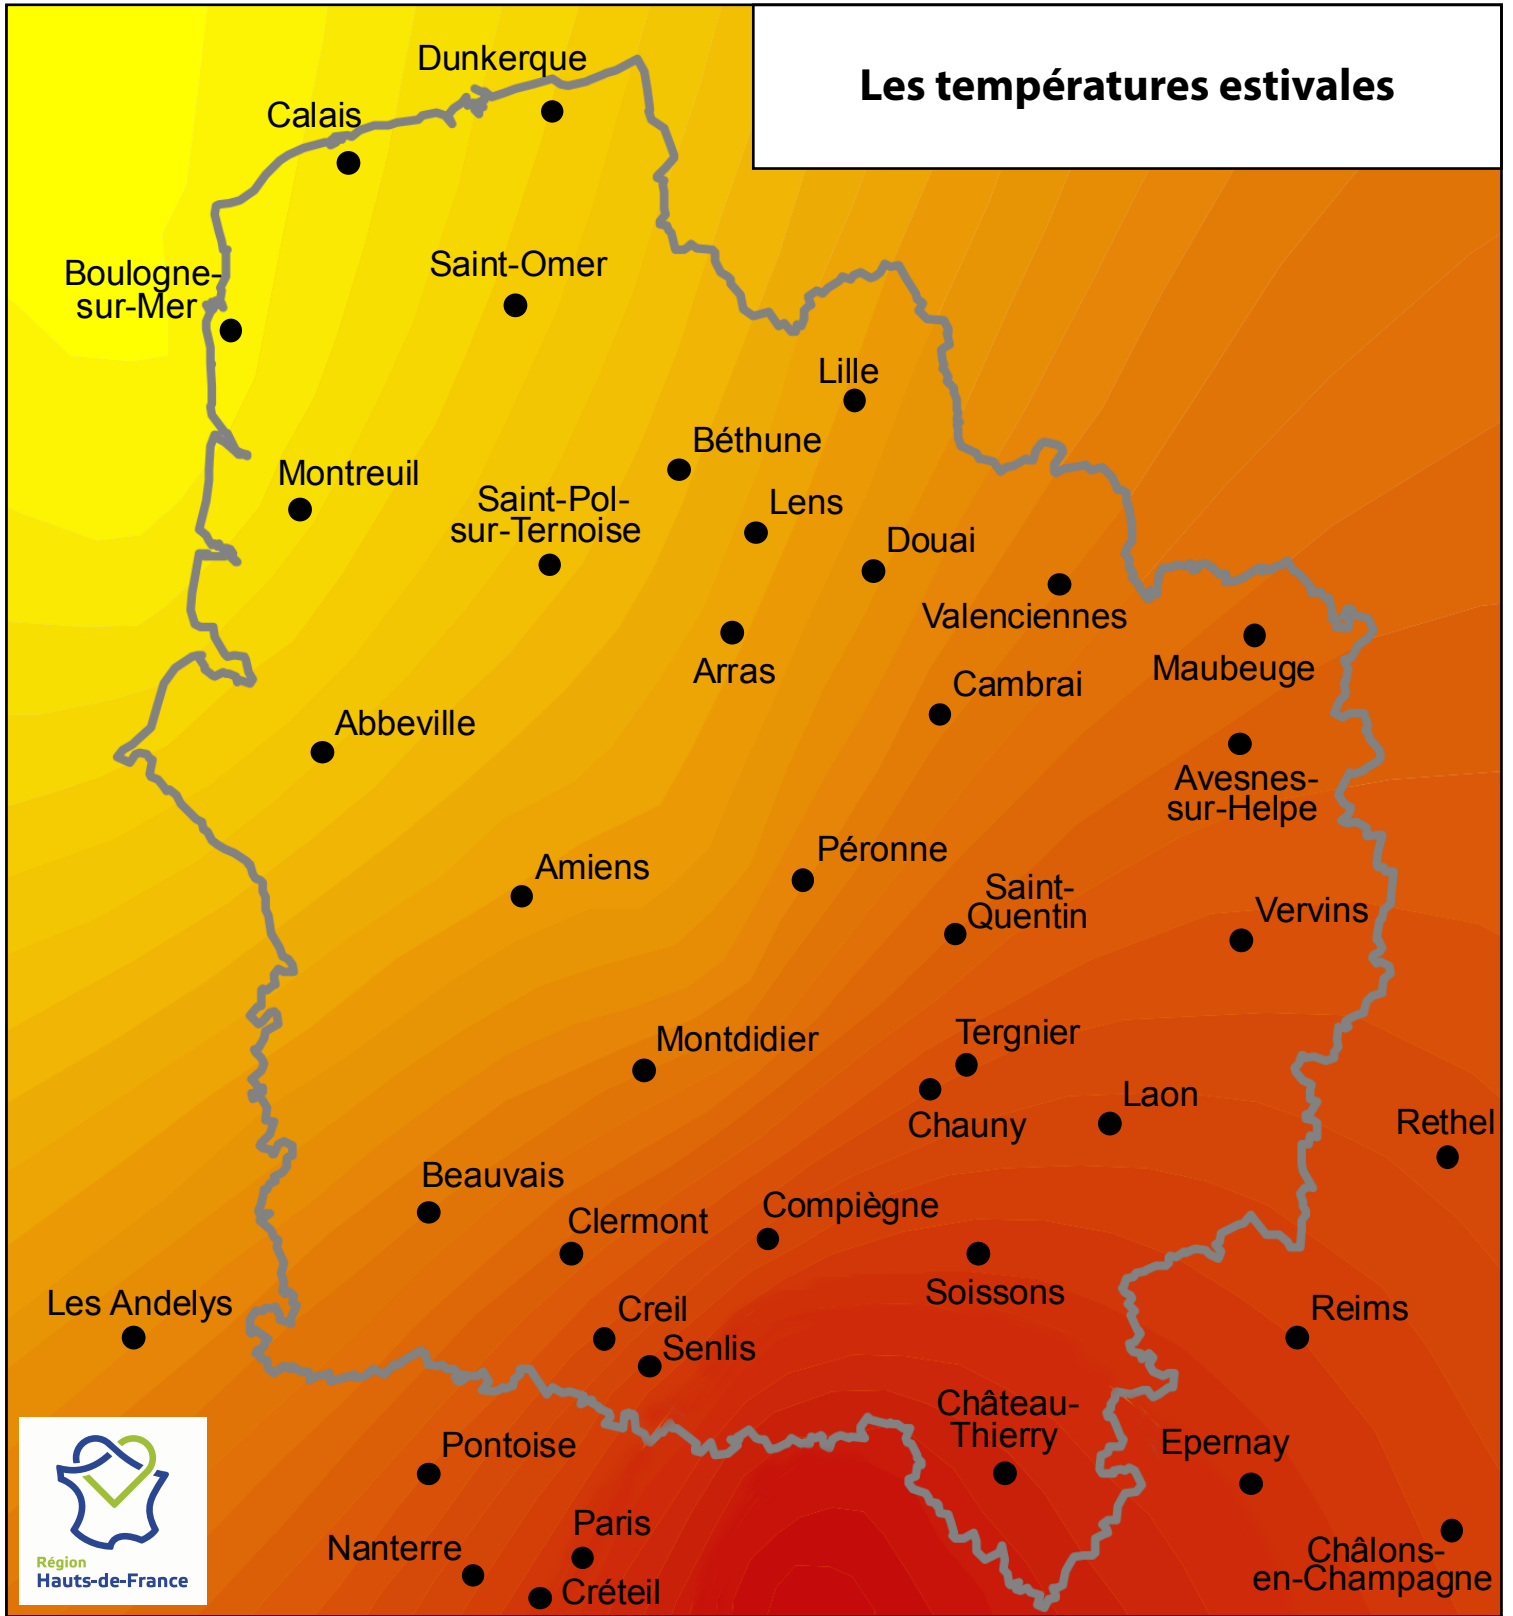 Les températures estivales
Dunkerque
Calais
Saint-Omer
Boulogne-
sur-Mer
Lille
Béthune
Montreuil
Saint-Pol-
sur-Ternoise
Lens
Douai
Valenciennes
Maubeuge
Arras
Cambrai
Abbeville
Avesnes-
sur-Helpe
Péronne
Amiens
Saint-
Quentin
Vervins
Montdidier
Tergnier
Laon
Chauny
Rethel
Beauvais
Compiègne
Clermont
Soissons
Les Andelys
Creil
Reims
Senlis
Château-
Thierry
Pontoise
Epernay
Paris
Nanterre
Châlons-
en-Champagne
Créteil
Région
Hauts-de-France